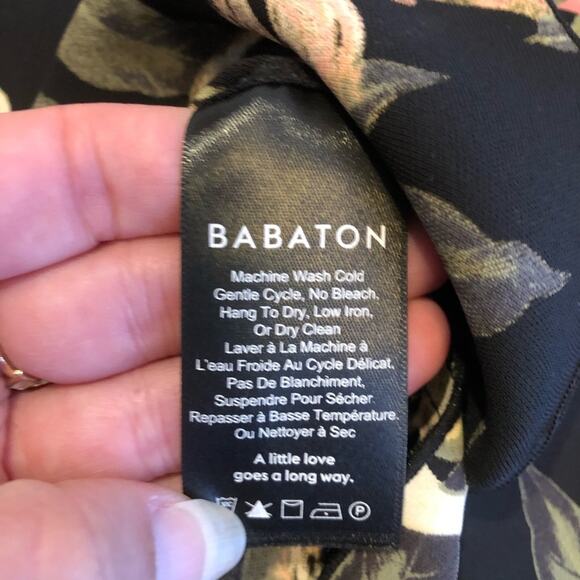 BABATON
Machine Wash Cold
Gentle Cycle, No Bleach,
Hang To Dry, Low Iron,
Or Dry Clean
Laver à La Machine à
L'eau Froide Au Cycle Délicat,
Pas De Blanchiment,
Suspendre Pour Sécher.
Repasser à Basse Température.
Ou Nettoyer à Sec
A little love
goes a long way.
P